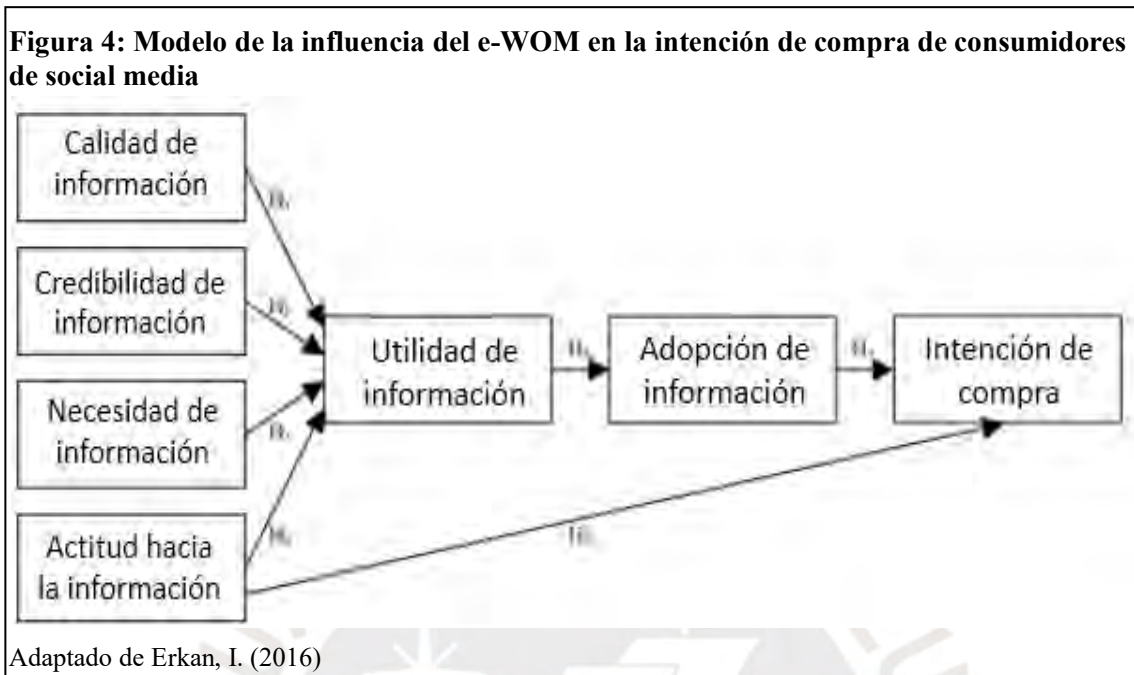 Figura 4: Modelo de la influencia del e-WOM en la intención de compra de consumidores
de social media
Calidad de
información
Credibilidad de
información
Necesidad de
información
Actitud hacia
la información
Utilidad de
información
Adopción de
información
Intención de
compra
Adaptado de Erkan, I. (2016)